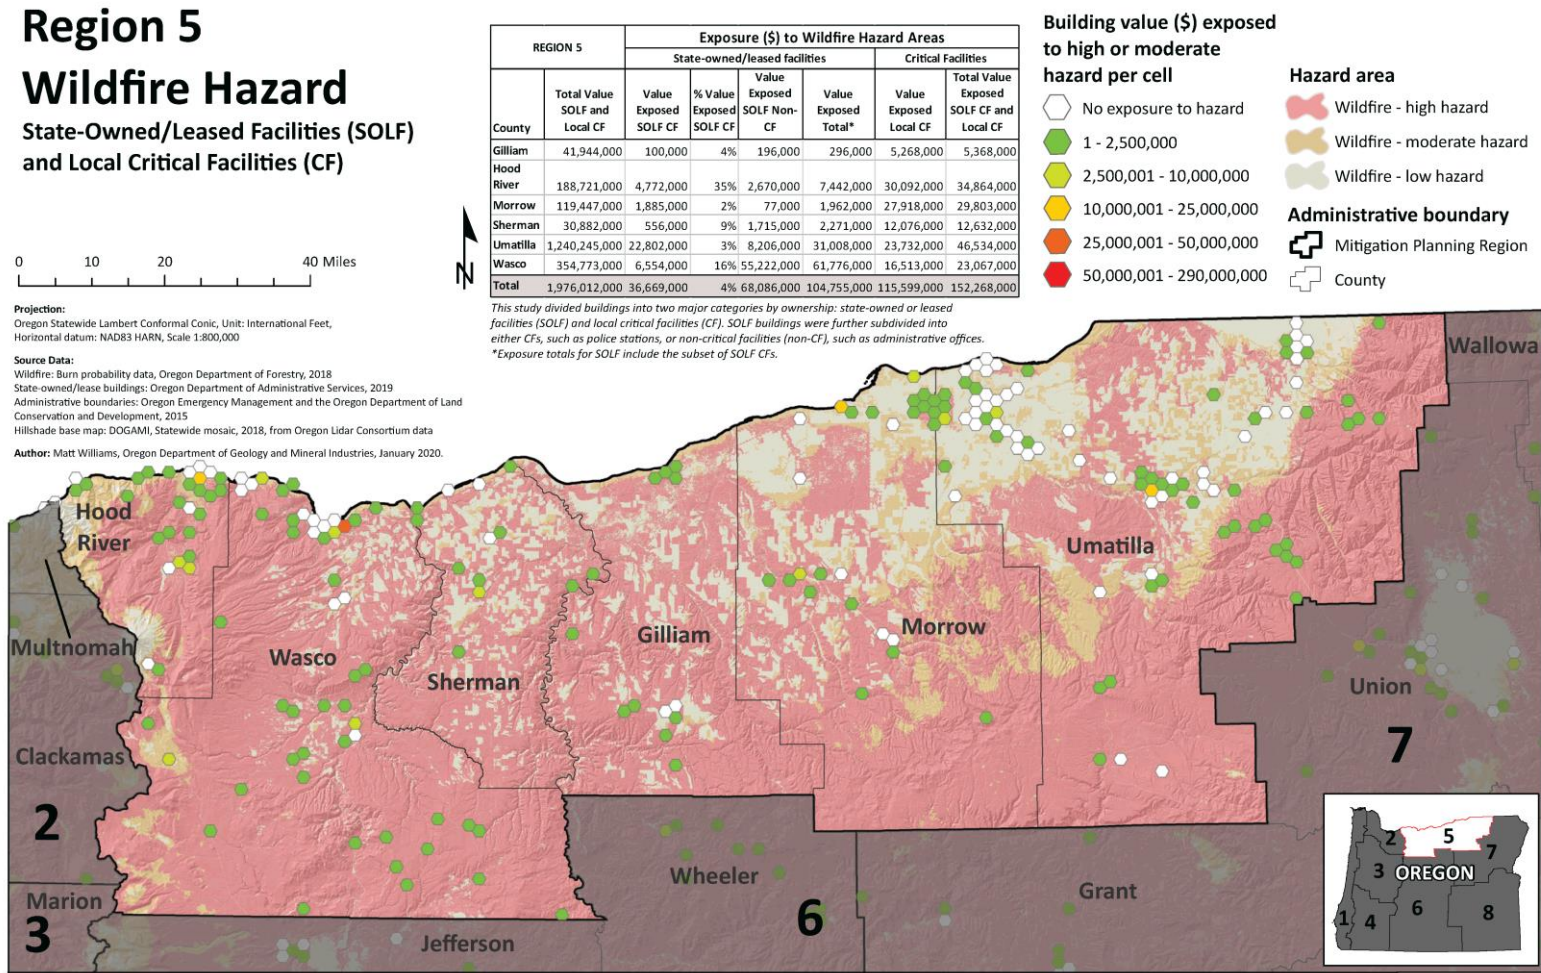 Region 5
Wildfire Hazard
State-Owned/Leased Facilities (SOLF)
and Local Critical Facilities (CF)
0 10 20 40 Miles
N
Projection:
Oregon Statewide Lambert Conformal Conic, Unit: International Feet,
Horizontal datum: NAD83 HARN, Scale 1:800,000
Source Data:
Wildfire: Burn probability data, Oregon Department of Forestry, 2018
State-owned/lease buildings: Oregon Department of Administrative Services, 2019
Administrative boundaries: Oregon Emergency Management and the Oregon Department of Land
Conservation and Development, 2015
Hillshade base map: DOGAMI, Statewide mosaic, 2018, from Oregon Lidar Consortium data
Author: Matt Williams, Oregon Department of Geology and Mineral Industries, January 2020.
REGION 5
Exposure ($) to Wildfire Hazard Areas
State-owned/leased facilities
Critical Facilities
County
Total Value
SOLF and
Local CF
Value
Exposed
SOLF CF
% Value
Exposed
SOLF CF
Value
Exposed
SOLF Non-
CF
Value
Exposed
Total*
Value
Exposed
Local CF
Total Value
Exposed
SOLF CF and
Local CF
Gilliam 41,944,000 100,000 4% 196,000 296,000 5,268,000 5,368,000
Hood
River 188,721,000 4,772,000 35% 2,670,000 7,442,000 30,092,000 34,864,000
Morrow 119,447,000 1,885,000 2% 77,000 1,962,000 27,918,000 29,803,000
Sherman 30,882,000 556,000 9% 1,715,000 2,271,000 12,076,000 12,632,000
Umatilla 1,240,245,000 22,802,000 3% 8,206,000 31,008,000 23,732,000 46,534,000
Wasco 354,773,000 6,554,000 16% 55,222,000 61,776,000 16,513,000 23,067,000
Total 1,976,012,000 36,669,000 4% 68,086,000 104,755,000 115,599,000 152,268,000
This study divided buildings into two major categories by ownership: state-owned or leased
facilities (SOLF) and local critical facilities (CF). SOLF buildings were further subdivided into
either CFs, such as police stations, or non-critical facilities (non-CF), such as administrative offices.
*Exposure totals for SOLF include the subset of SOLF CFs.
Building value ($) exposed
to high or moderate
hazard per cell
No exposure to hazard
1 - 2,500,000
2,500,001 - 10,000,000
10,000,001 - 25,000,000
25,000,001 - 50,000,000
50,000,001 - 290,000,000
Hazard area
Wildfire - high hazard
Wildfire - moderate hazard
Wildfire - low hazard
Administrative boundary
Mitigation Planning Region
County
Wallowa
Hood
River
Umatilla
Multnomah
Wasco
Sherman
Gilliam
Morrow
Union
Clackamas
7
2
Marion
3
Jefferson
Wheeler
6
Grant
OREGON
1
2
3
4
5
6
7
8